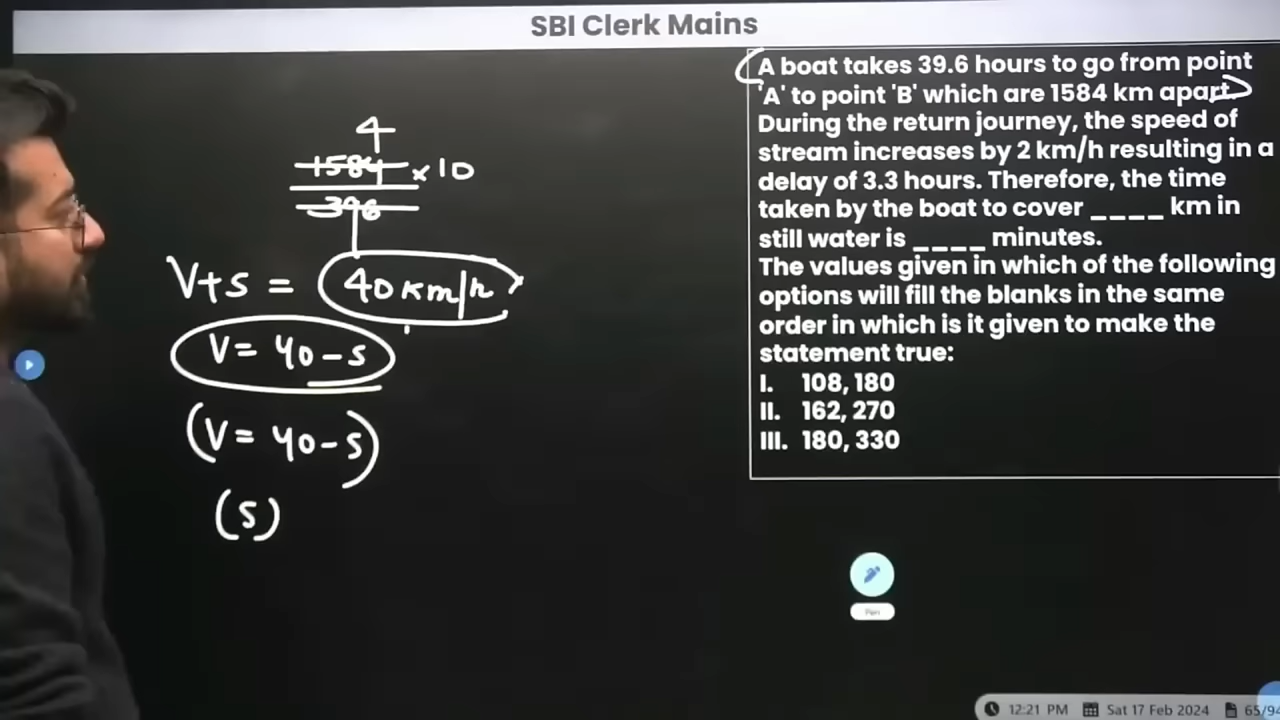 SBI Clerk Mains
A boat takes 39.6 hours to go from point
'A' to point 'B' which are 1584 km apart.
During the return journey, the speed of
stream increases by 2 km/h resulting in a
delay of 3.3 hours. Therefore, the time
taken by the boat to cover ____ km in
still water is ____ minutes.
The values given in which of the following
options will fill the blanks in the same
order in which is it given to make the
statement true:
I. 108, 180
II. 162, 270
III. 180, 330
4
1584 × 10
396
V+S = 40 km/h
V = 40-S
(V = 40-S)
(S)
Pen
12:21 PM Sat 17 Feb 2024 65/94